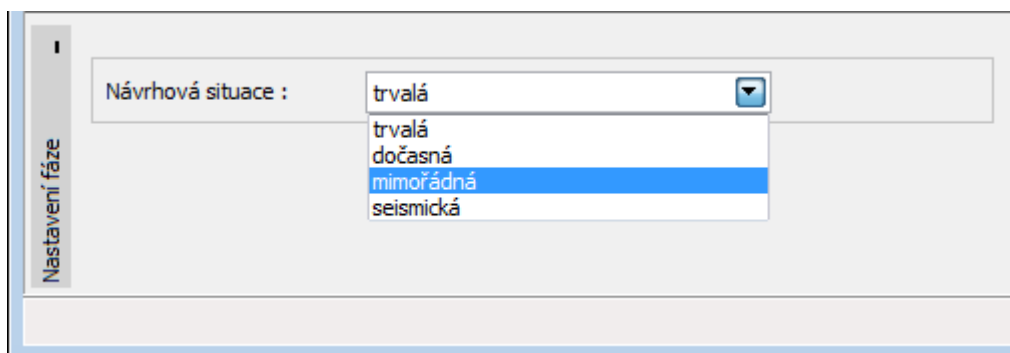 Nastavení fáze
Návrhová situace :
trvalá
trvalá
dočasná
mimořádná
seismická